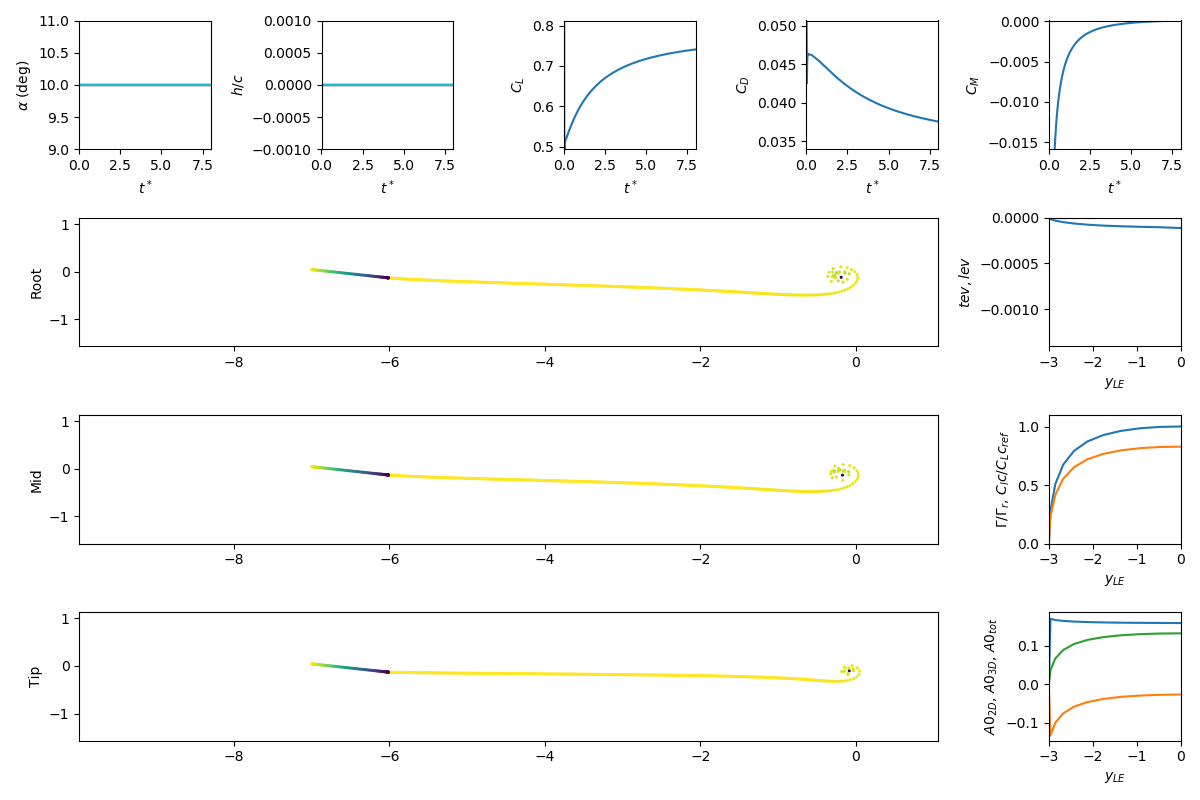 α (deg)
11.0
10.5
10.0
9.5
9.0
0.0 2.5 5.0 7.5
t*
h/c
0.0010
0.0005
0.0000
−0.0005
−0.0010
0.0 2.5 5.0 7.5
t*
C_L
0.8
0.7
0.6
0.5
0.0 2.5 5.0 7.5
t*
C_D
0.050
0.045
0.040
0.035
0.0 2.5 5.0 7.5
t*
C_M
0.000
−0.005
−0.010
−0.015
0.0 2.5 5.0 7.5
t*
Root
1
0
−1
−8 −6 −4 −2 0
tev, lev
0.0000
−0.0005
−0.0010
−3 −2 −1 0
y_LE
Mid
1
0
−1
−8 −6 −4 −2 0
Γ/Γ_r, C_lc/C_Lc_ref
1.0
0.5
0.0
−3 −2 −1 0
y_LE
Tip
1
0
−1
−8 −6 −4 −2 0
A0_2D, A0_3D, A0_tot
0.1
0.0
−0.1
−3 −2 −1 0
y_LE